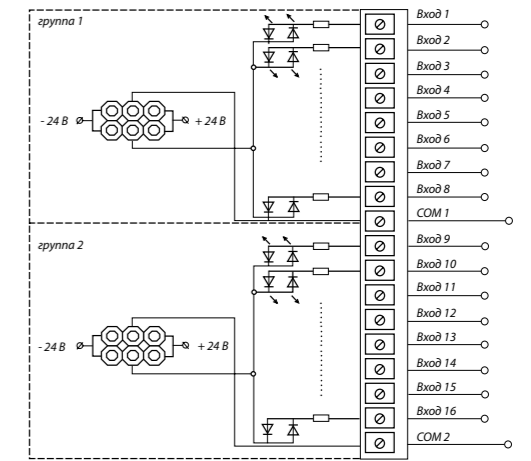 группа 1
Вход 1
Вход 2
Вход 3
Вход 4
- 24 В
+ 24 В
Вход 5
Вход 6
Вход 7
Вход 8
COM 1
группа 2
Вход 9
Вход 10
Вход 11
Вход 12
- 24 В
+ 24 В
Вход 13
Вход 14
Вход 15
Вход 16
COM 2